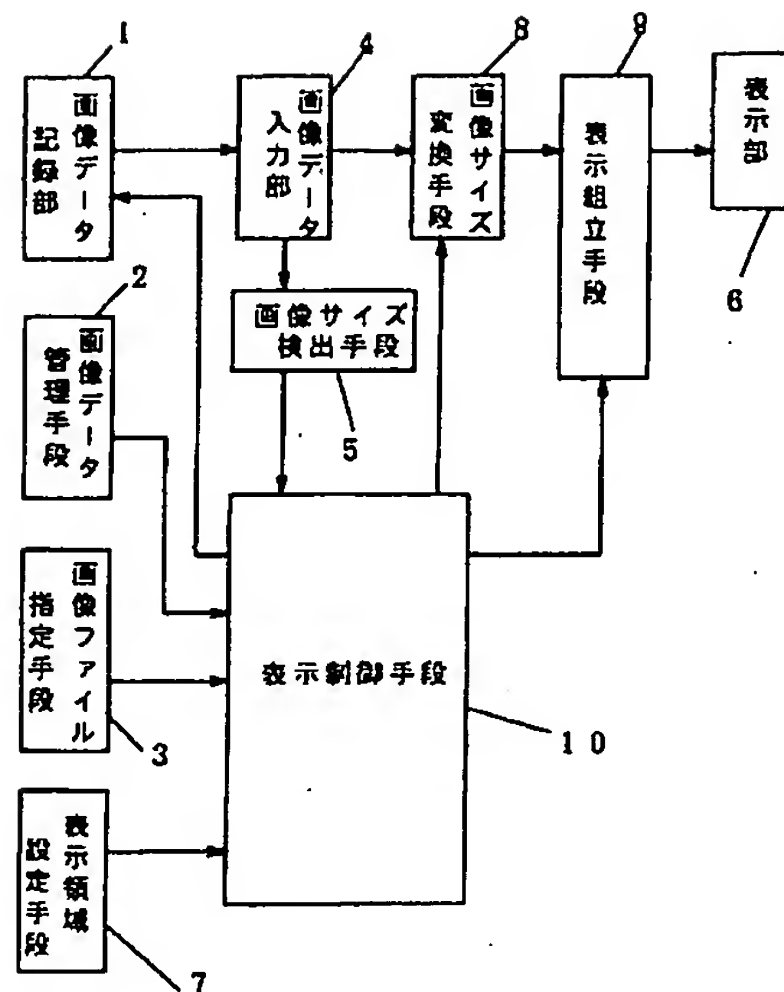 1
画像データ
記録部
4
画像データ
入力部
8
画像サイズ
変換手段
9
表示組立手段
表示部
6
2
画像データ
管理手段
画像サイズ
検出手段
5
画像ファイル
指定手段
3
表示制御手段
10
表示領域
設定手段
7